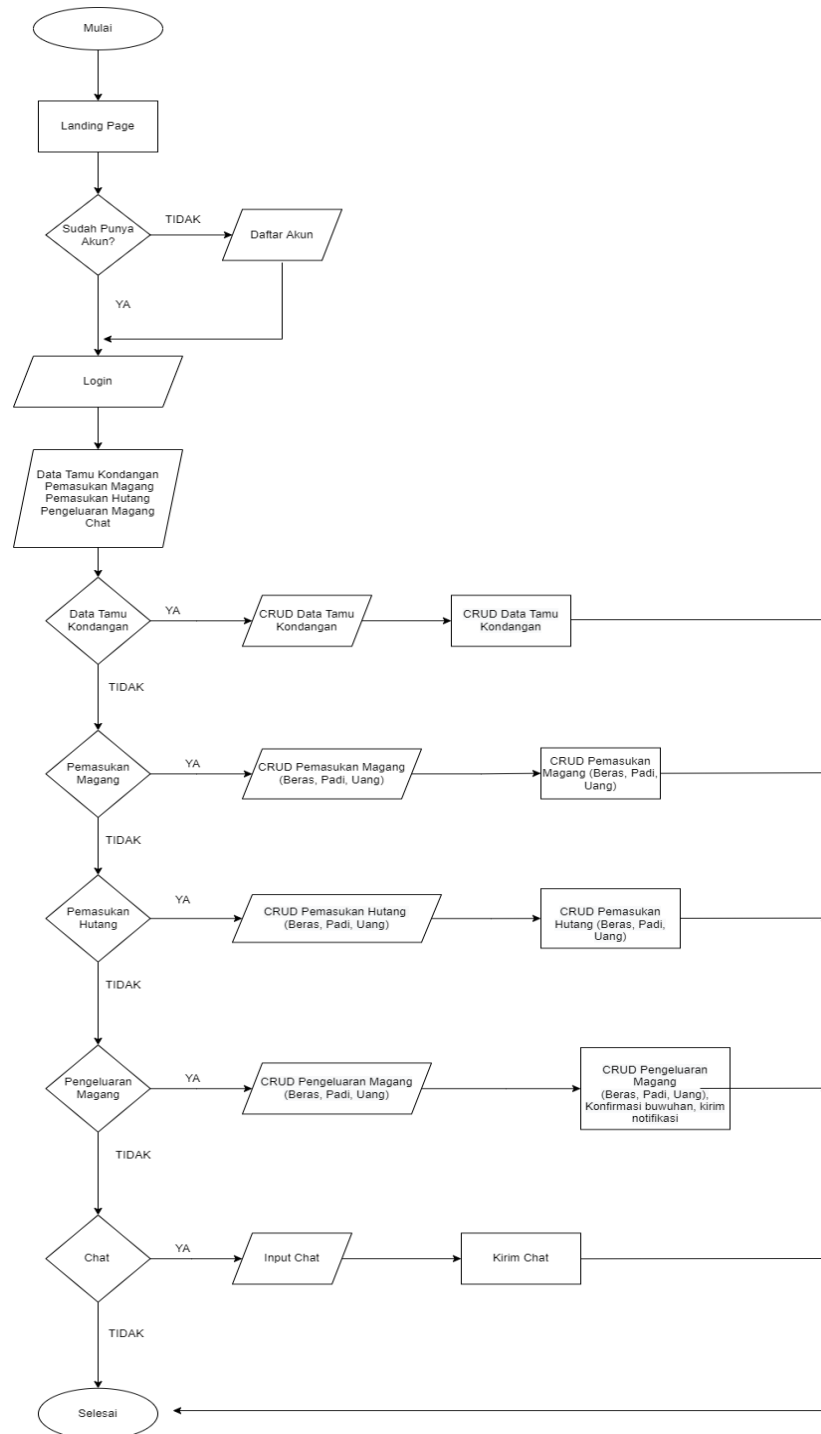 Mulai
Landing Page
Sudah Punya
Akun?
TIDAK
Daftar Akun
YA
Login
Data Tamu Kondangan
Pemasukan Magang
Pemasukan Hutang
Pengeluaran Magang
Chat
Data Tamu
Kondangan
YA
CRUD Data Tamu
Kondangan
CRUD Data Tamu
Kondangan
TIDAK
Pemasukan
Magang
YA
CRUD Pemasukan Magang
(Beras, Padi, Uang)
CRUD Pemasukan
Magang (Beras, Padi,
Uang)
TIDAK
Pemasukan
Hutang
YA
CRUD Pemasukan Hutang
(Beras, Padi, Uang)
CRUD Pemasukan
Hutang (Beras, Padi,
Uang)
TIDAK
Pengeluaran
Magang
YA
CRUD Pengeluaran Magang
(Beras, Padi, Uang)
CRUD Pengeluaran
Magang
(Beras, Padi, Uang),
Konfirmasi buwuhan, kirim
notifikasi
TIDAK
Chat
YA
Input Chat
Kirim Chat
TIDAK
Selesai